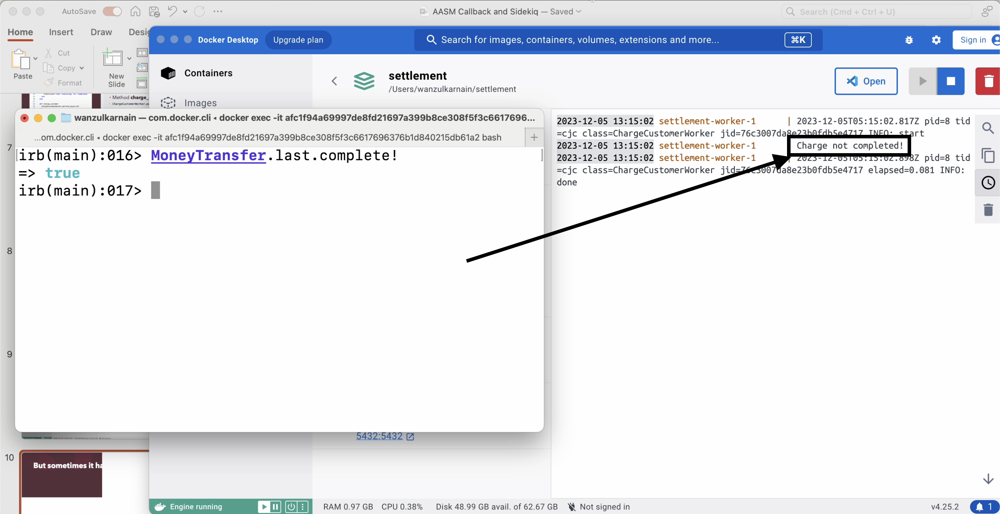 AutoSave
AASM Callback and Sidekiq — Saved
Search (Cmd + Ctrl + U)
Home Insert Draw
Docker Desktop Upgrade plan
Search for images, containers, volumes, extensions and more...
⌘K
Sign in
Cut
Copy
Format
Paste
New
Slide
Containers
Images
settlement
/Users/wanzulkarnain/settlement
Open
end
end
def charge_customer
• Method charge_
• ChargeCustomerWorker.pe
wanzulkarnain — com.docker.cli ◂ docker exec -it afc1f94a69997de8fd21697a399b8ce308f5f3c6617696...
...om.docker.cli ◂ docker exec -it afc1f94a69997de8fd21697a399b8ce308f5f3c6617696376b1d840215db61a2 bash
irb(main):016> MoneyTransfer.last.complete!
=> true
irb(main):017>
2023-12-05 13:15:02 settlement-worker-1 | 2023-12-05T05:15:02.817Z pid=8 tid
=cjc class=ChargeCustomerWorker jid=76c3007da8e23b0fdb5e4717 INFO: start
2023-12-05 13:15:02 settlement-worker-1 Charge not completed!
2023-12-05 13:15:02 settlement-worker-1 | 2023-12-05T05:15:02.898Z pid=8 tid
=cjc class=ChargeCustomerWorker jid=76c3007da8e23b0fdb5e4717 elapsed=0.081 INFO:
done
7
8
9
5432:5432
10
But sometimes it ha
Engine running
RAM 0.97 GB CPU 0.38% Disk 48.99 GB avail. of 62.67 GB Not signed in
v4.25.2
1